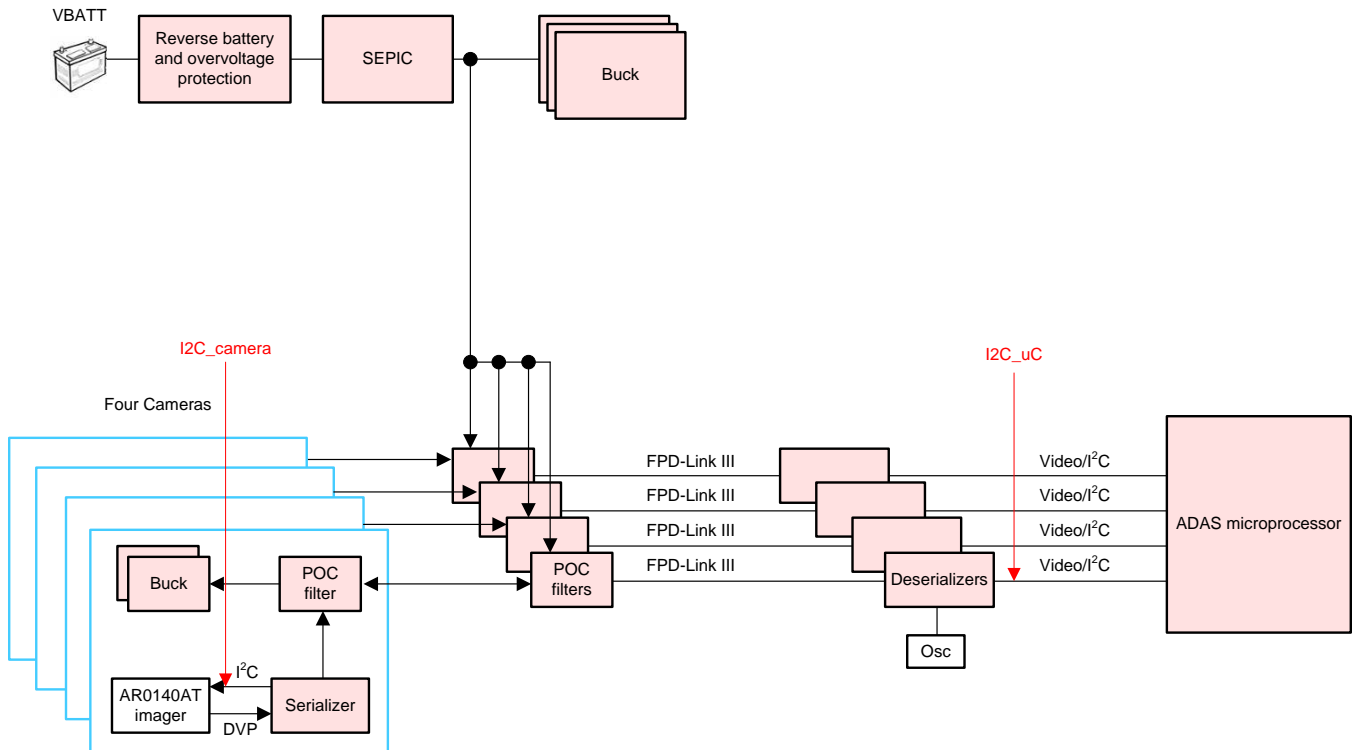 VBATT
Reverse battery
and overvoltage
protection
SEPIC
Buck
I2C_camera
I2C_uC
Four Cameras
FPD-Link III
Video/I²C
FPD-Link III
Video/I²C
FPD-Link III
Video/I²C
FPD-Link III
Video/I²C
ADAS microprocessor
Buck
POC
filter
POC
filters
Deserializers
Osc
I²C
AR0140AT
imager
Serializer
DVP